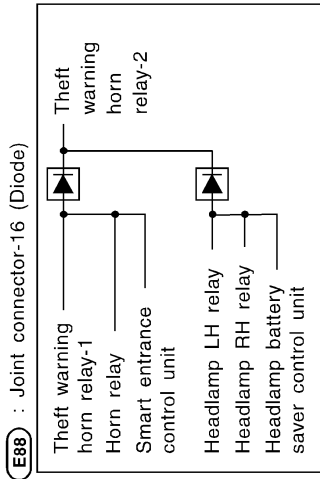 E88 : Joint connector-16 (Diode)
Theft warning
horn relay-1
Horn relay
Smart entrance
control unit
Headlamp LH relay
Headlamp RH relay
Headlamp battery
saver control unit
Theft
warning
horn
relay-2